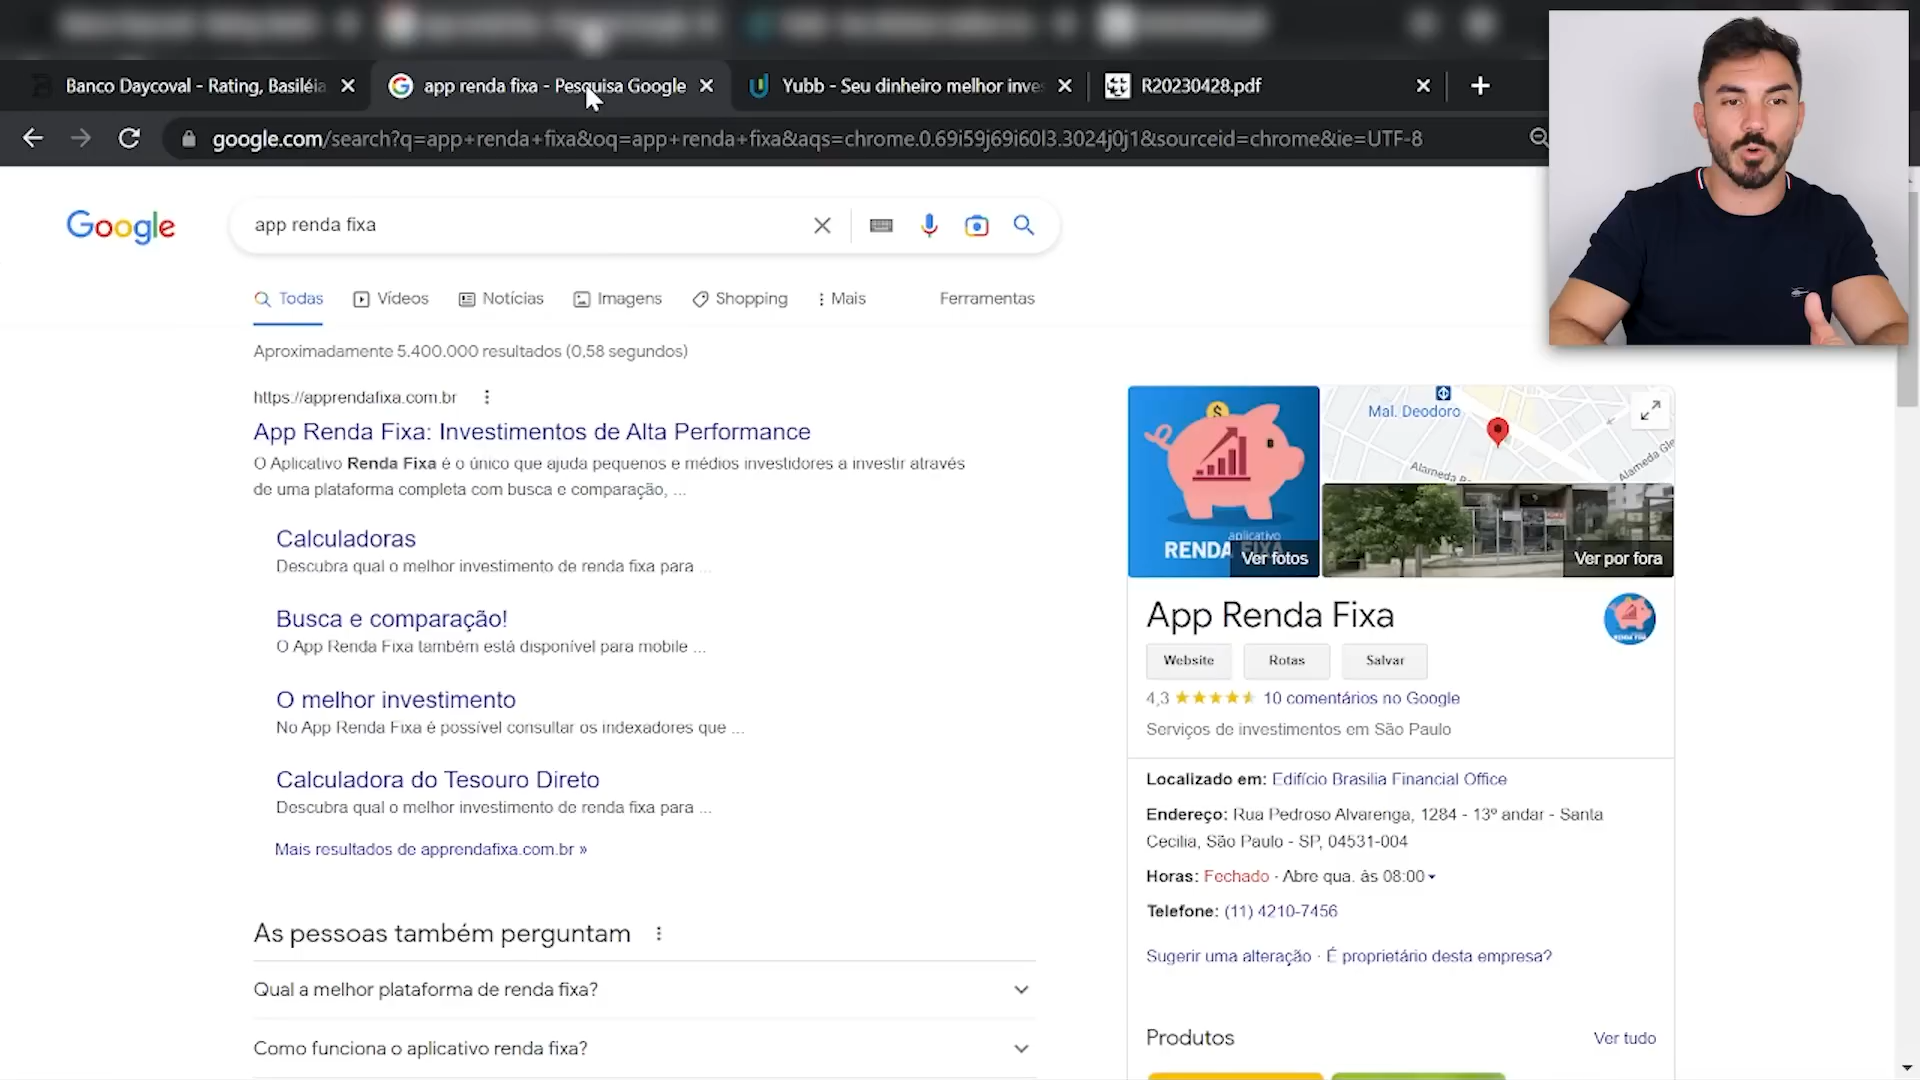 Banco Daycoval - Rating, Basiléia
app renda fixa - Pesquisa Google
Yubb - Seu dinheiro melhor inves
R20230428.pdf
google.com/search?q=app+renda+fixa&oq=app+renda+fixa&aqs=chrome.0.69i59j69i60l3.3024j0j1&sourceid=chrome&ie=UTF-8
Google
app renda fixa
Todas
Vídeos
Notícias
Imagens
Shopping
Mais
Ferramentas
Aproximadamente 5.400.000 resultados (0,58 segundos)
https://apprendafixa.com.br
App Renda Fixa: Investimentos de Alta Performance
O Aplicativo Renda Fixa é o único que ajuda pequenos e médios investidores a investir através
de uma plataforma completa com busca e comparação, ...
Calculadoras
Descubra qual o melhor investimento de renda fixa para ...
Busca e comparação!
O App Renda Fixa também está disponível para mobile ...
O melhor investimento
No App Renda Fixa é possível consultar os indexadores que ...
Calculadora do Tesouro Direto
Descubra qual o melhor investimento de renda fixa para ...
Mais resultados de apprendafixa.com.br »
As pessoas também perguntam
Qual a melhor plataforma de renda fixa?
Como funciona o aplicativo renda fixa?
aplicativo
RENDA FIXA
Ver fotos
Mal. Deodoro
Alameda
Alameda Gle
Ver por fora
App Renda Fixa
Website
Rotas
Salvar
4,3
10 comentários no Google
Serviços de investimentos em São Paulo
Localizado em: Edifício Brasilia Financial Office
Endereço: Rua Pedroso Alvarenga, 1284 - 13º andar - Santa
Cecilia, São Paulo - SP, 04531-004
Horas: Fechado · Abre qua. às 08:00
Telefone: (11) 4210-7456
Sugerir uma alteração · É proprietário desta empresa?
Produtos
Ver tudo